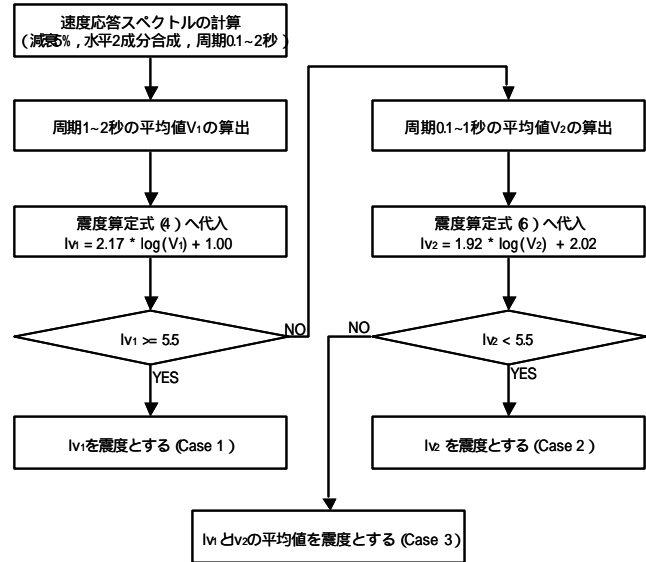 速度応答スペクトルの計算
(減衰5%,水平2成分合成,周期0.1~2秒)
周期1~2秒の平均値V1の算出
震度算定式(4)へ代入
Iv1 = 2.17 * log(V1) + 1.00
Iv1 >= 5.5
NO
YES
Iv1を震度とする(Case 1)
周期0.1~1秒の平均値V2の算出
震度算定式(6)へ代入
Iv2 = 1.92 * log(V2) + 2.02
NO
Iv2 < 5.5
YES
Iv2 を震度とする(Case 2)
Iv1とIv2の平均値を震度とする(Case 3)